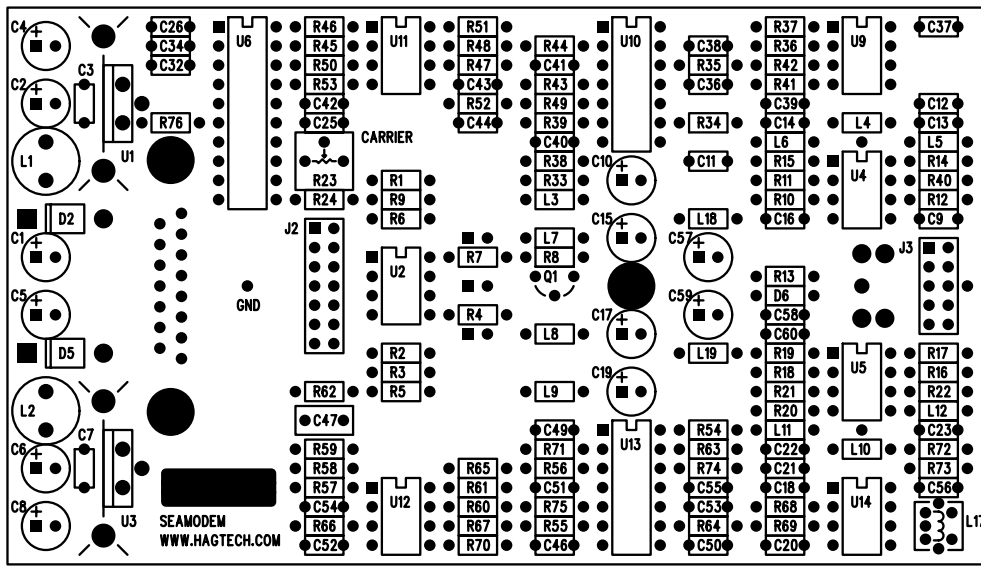 C4 C26 U6 R46 U11 R51 U10 R37 U9 C37
C34 R45 R48 R44 C38 R36
C3 C32 R50 R47 C41 R35 R42
C2 R53 C43 R43 C36 R41
C42 R52 R49 C39 C12
R76 C25 C44 R39 R34 C14 L4 C13
U1 CARRIER C40 L6 L5
L1 R38 C10 C11 R15 U4 R14
R23 R1 R33 R11 R40
R24 R9 L3 R10 R12
D2 J2 R6 C15 L18 C16 C9
C1 L7 C57 J3
U2 R7 R8
Q1 R13
GND C59 D6
C5 R4 C17 C58
L8 C60
D5 R2 L19 R19 U5 R17
R3 C19 R18 R16
L2 R62 R5 L9 R21 R22
R20 L12
C47 C49 U13 R54 L11 C23
C7 R59 R71 R63 C22 L10 R72
C6 R58 R65 R56 R74 C21 R73
R57 U12 R61 C51 C55 C18 U14 C56
C8 C54 R60 R75 C53 R68
U3 SEAMODEM R66 R67 R55 R64 R69 L17
WWW.HAGTECH.COM C52 R70 C46 C50 C20